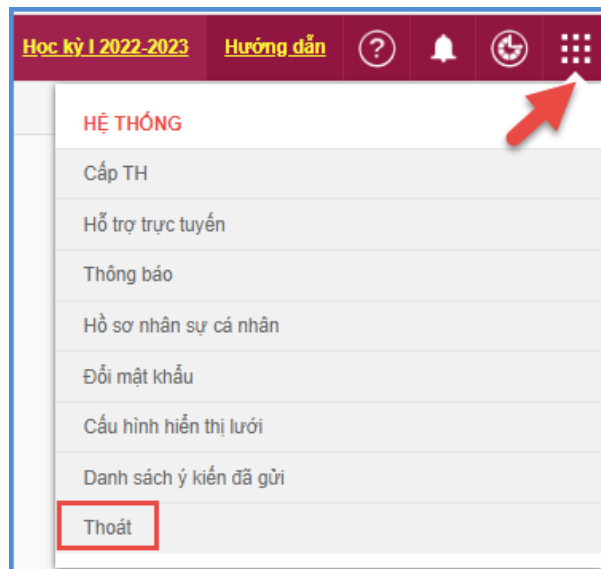 Học kỳ I 2022-2023 Hướng dẫn ?
HỆ THỐNG
Cấp TH
Hỗ trợ trực tuyến
Thông báo
Hồ sơ nhân sự cá nhân
Đổi mật khẩu
Cấu hình hiển thị lưới
Danh sách ý kiến đã gửi
Thoát